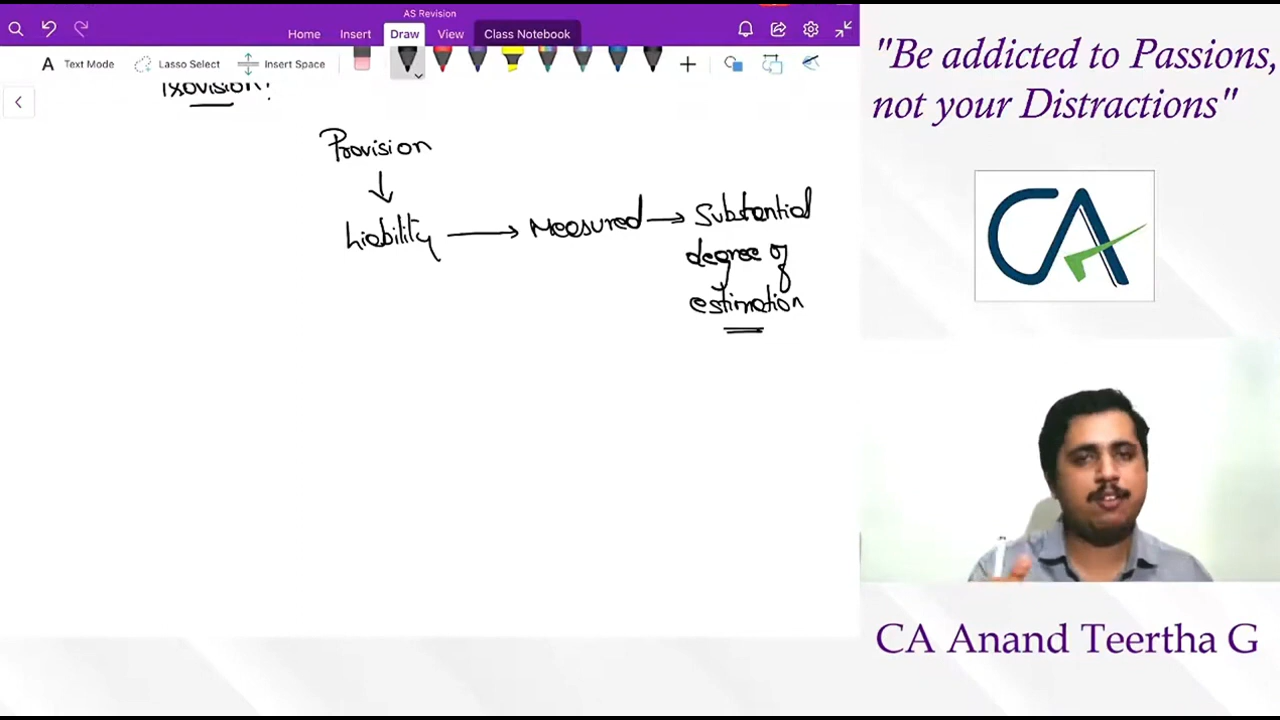 AS Revision
Home Insert Draw View Class Notebook
A Text Mode Lasso Select Insert Space
Provision?
Provision
Liability → Measured → Substantial
degree of
estimation
"Be addicted to Passions,
not your Distractions"
CA
CA Anand Teertha G